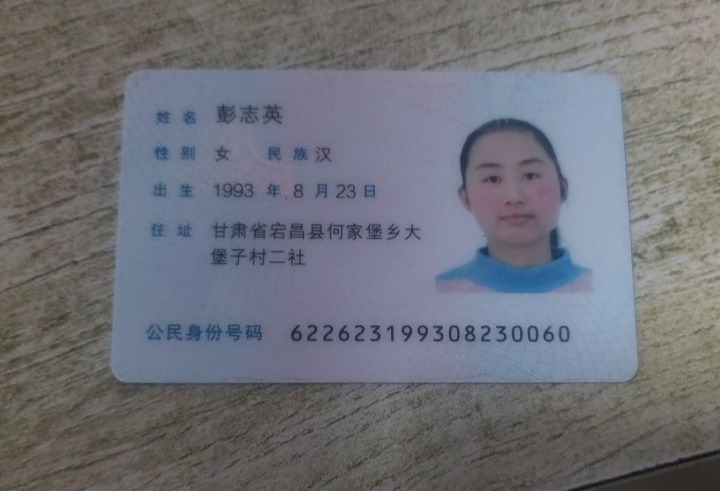 姓名 彭志英
性别 女 民族 汉
出生 1993 年 8 月 23 日
住址 甘肃省宕昌县何家堡乡大
堡子村二社
公民身份号码 622623199308230060